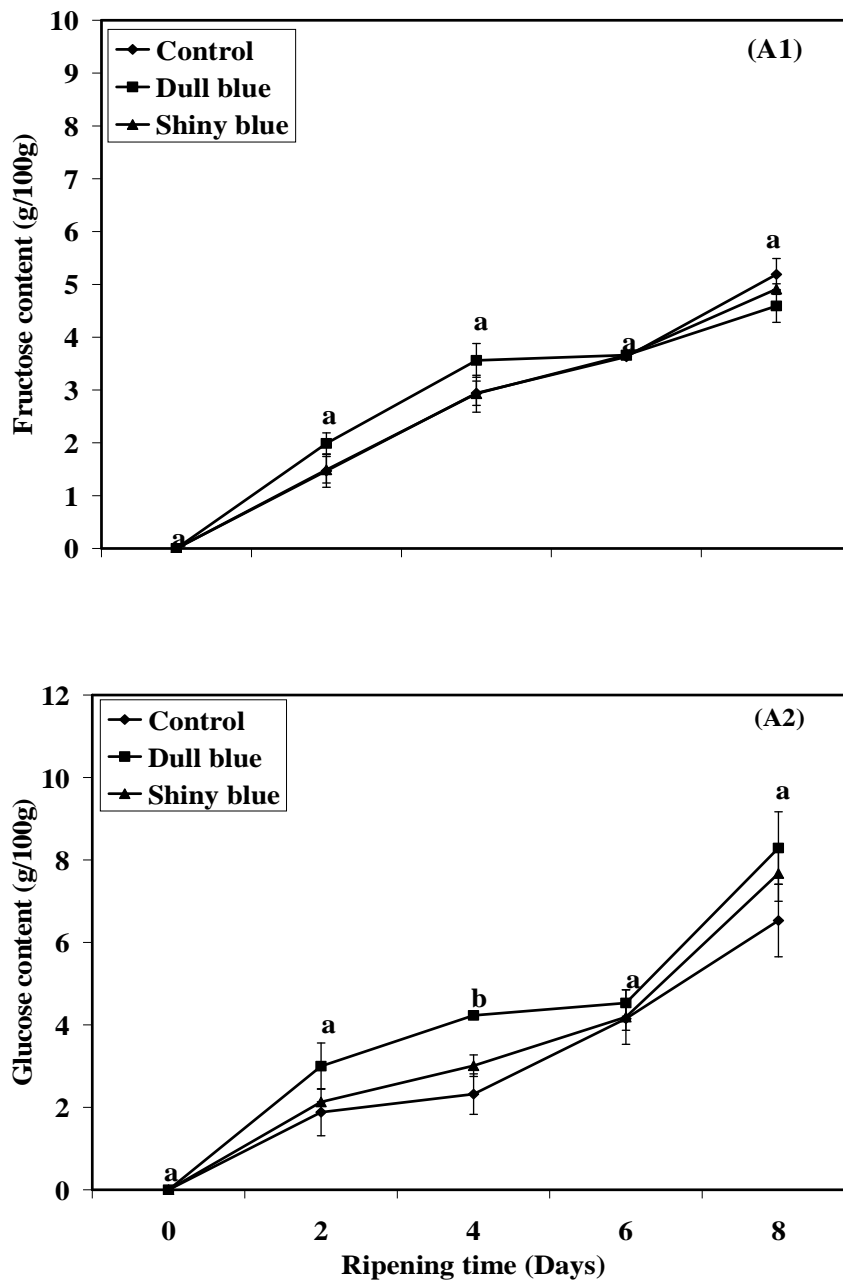 10
9
8
7
6
5
4
3
2
1
0
Fructose content (g/100g)
Control
Dull blue
Shiny blue
(A1)
a
a
a
a
a
12
10
8
6
4
2
0
Glucose content (g/100g)
Control
Dull blue
Shiny blue
(A2)
a
a
b
a
a
0 2 4 6 8
Ripening time (Days)